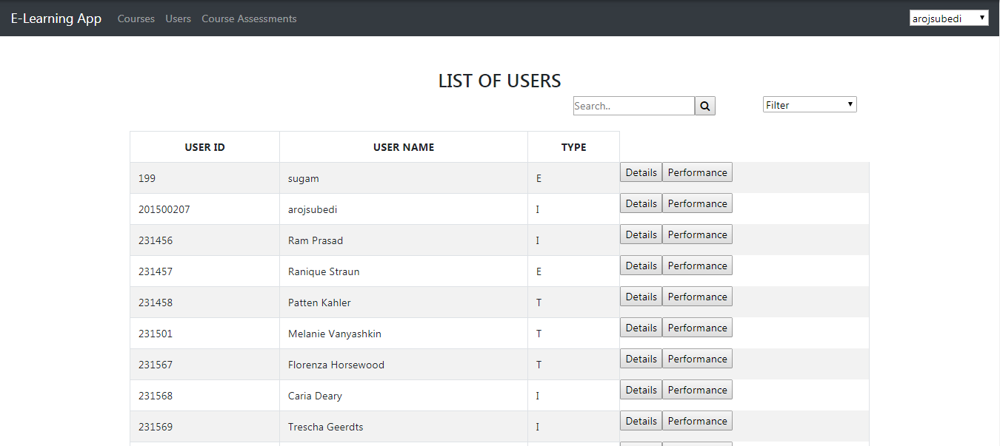 E-Learning App Courses Users Course Assessments arojsubedi
LIST OF USERS
Search.. Filter
USER ID USER NAME TYPE
199 sugam E Details Performance
201500207 arojsubedi I Details Performance
231456 Ram Prasad I Details Performance
231457 Ranique Straun E Details Performance
231458 Patten Kahler T Details Performance
231501 Melanie Vanyashkin T Details Performance
231567 Florenza Horsewood T Details Performance
231568 Caria Deary I Details Performance
231569 Trescha Geerdts I Details Performance